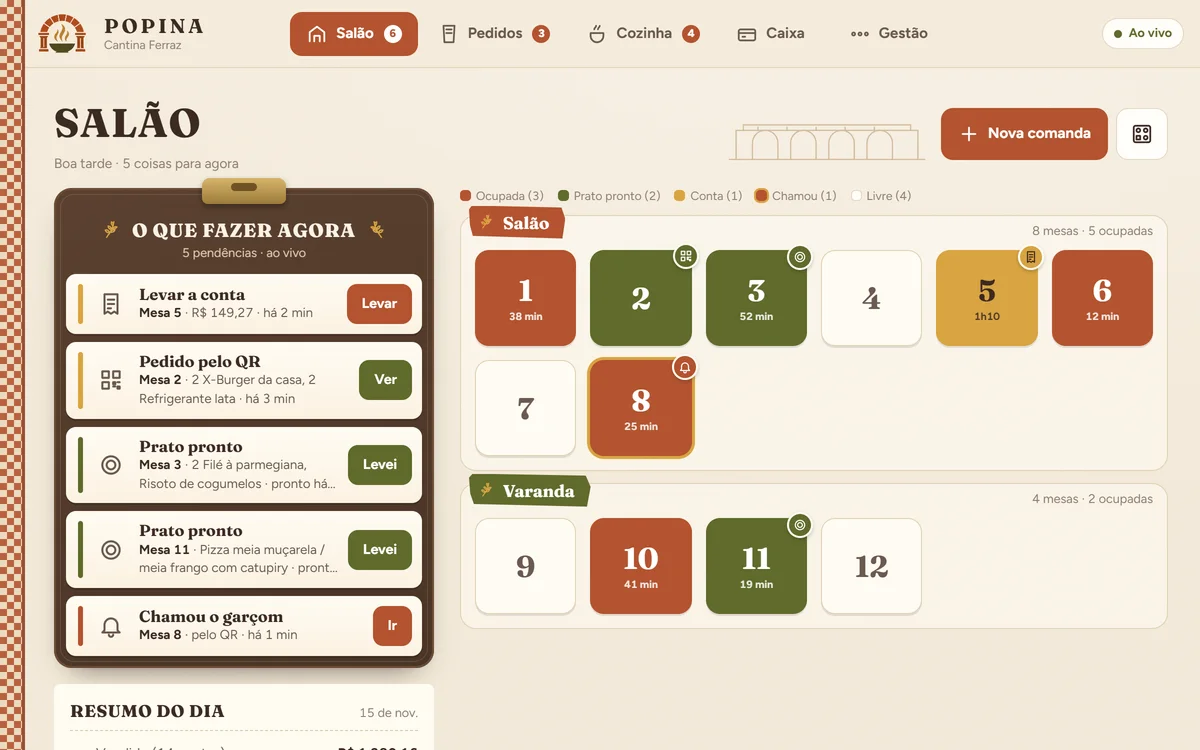 POPINA
Cantina Ferraz
Salão 6
Pedidos 3
Cozinha 4
Caixa
Gestão
Ao vivo
SALÃO
Boa tarde · 5 coisas para agora
Nova comanda
O QUE FAZER AGORA
5 pendências · ao vivo
Levar a conta
Mesa 5 · R$ 149,27 · há 2 min
Levar
Pedido pelo QR
Mesa 2 · 2 X-Burger da casa, 2
Refrigerante lata · há 3 min
Ver
Prato pronto
Mesa 3 · 2 Filé à parmegiana,
Risoto de cogumelos · pronto há...
Levei
Prato pronto
Mesa 11 · Pizza meia muçarela /
meia frango com catupiry · pront...
Levei
Chamou o garçom
Mesa 8 · pelo QR · há 1 min
Ir
RESUMO DO DIA
15 de nov.
Ocupada (3)
Prato pronto (2)
Conta (1)
Chamou (1)
Livre (4)
Salão
8 mesas · 5 ocupadas
1
38 min
2
3
52 min
4
5
1h10
6
12 min
7
8
25 min
Varanda
4 mesas · 2 ocupadas
9
10
41 min
11
19 min
12